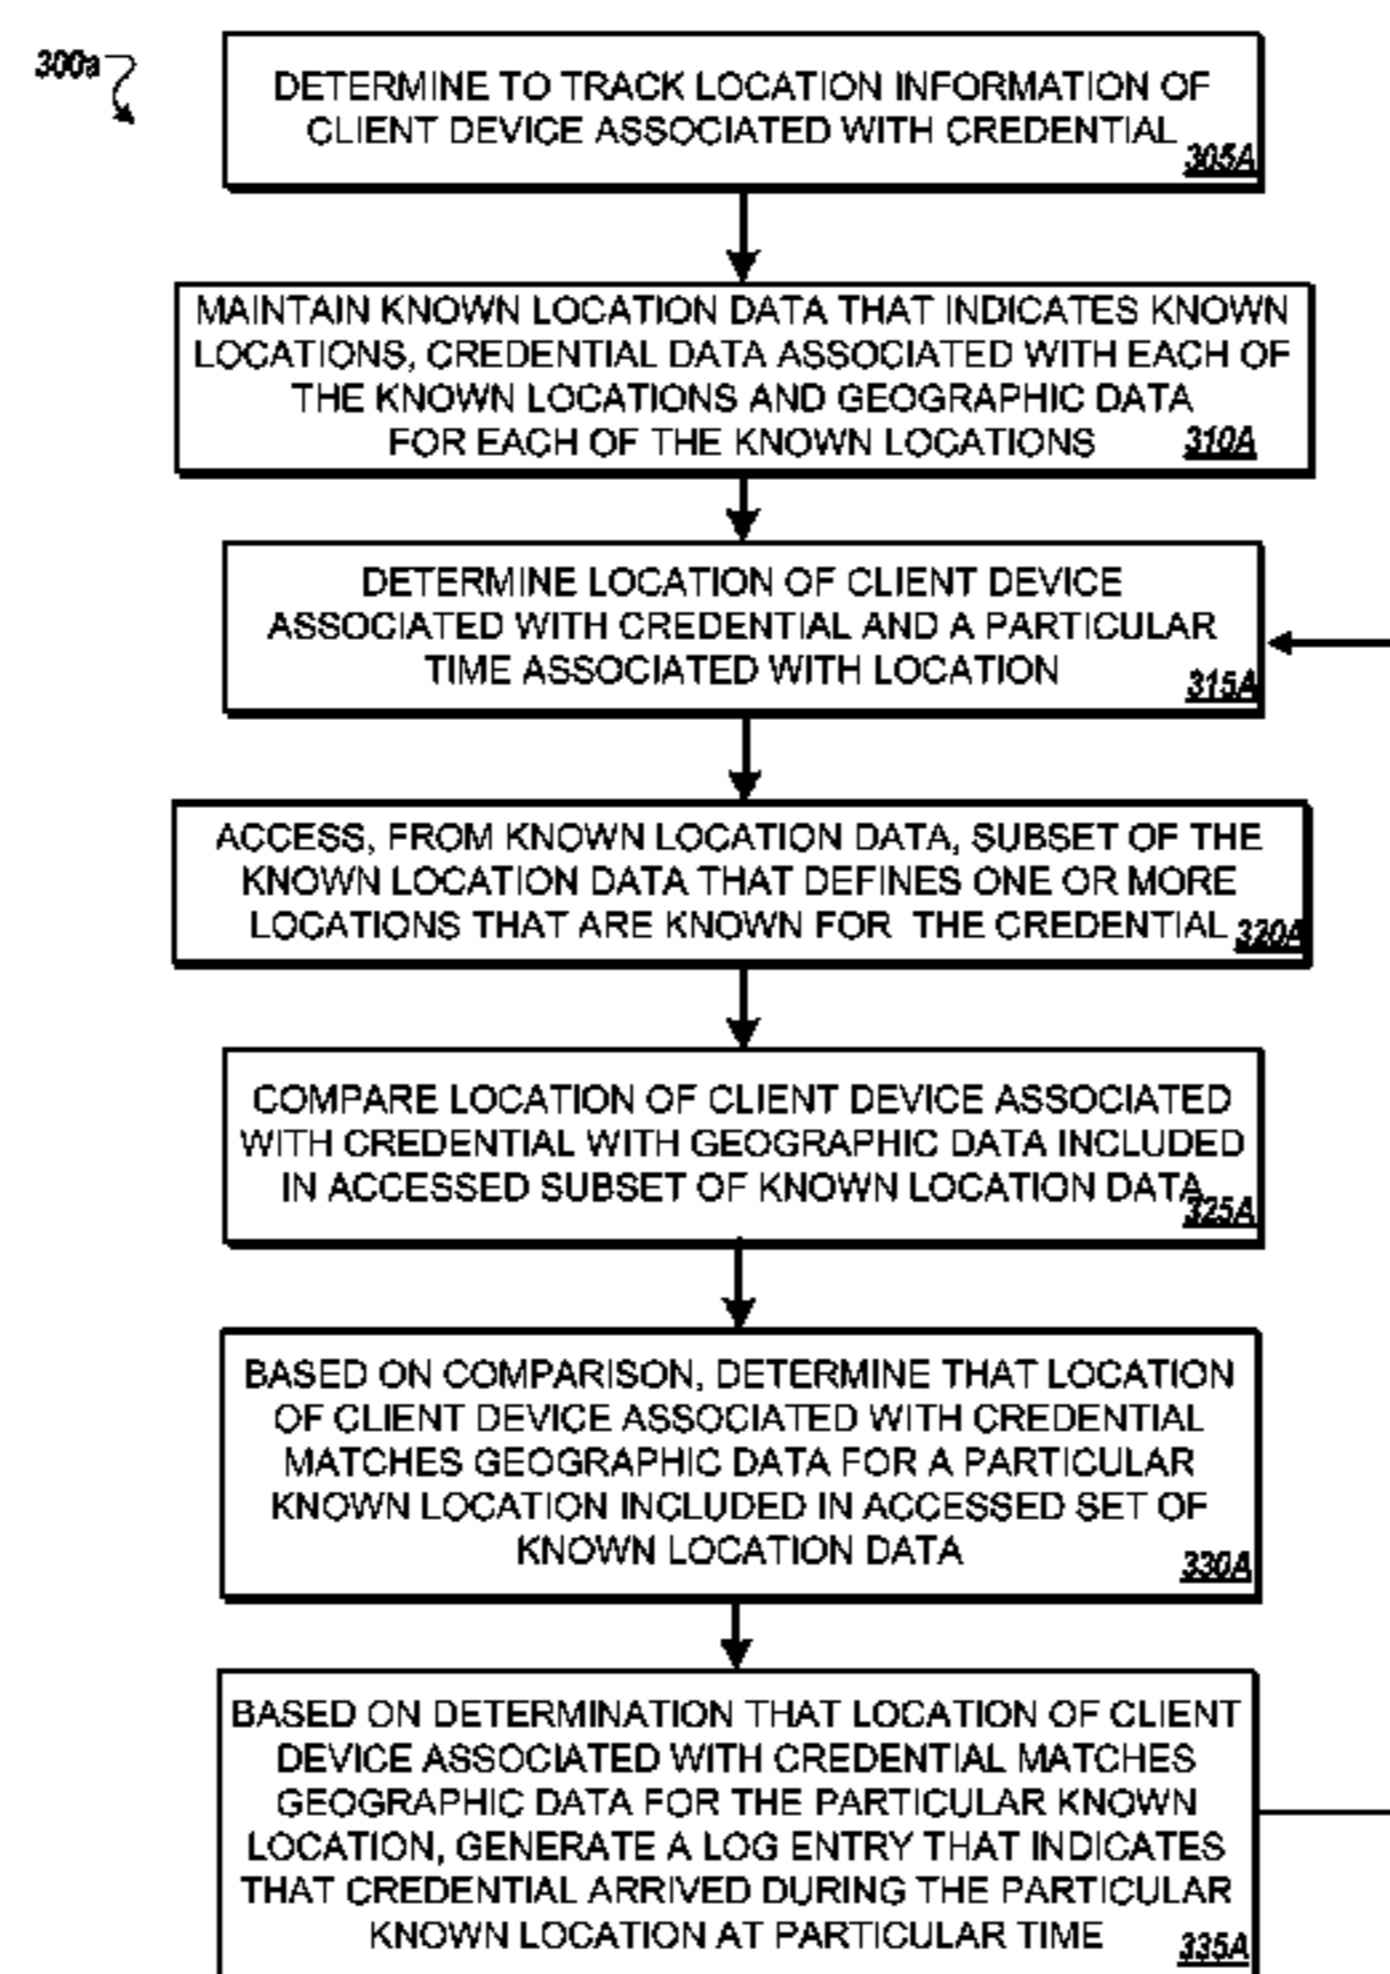 300a
DETERMINE TO TRACK LOCATION INFORMATION OF
CLIENT DEVICE ASSOCIATED WITH CREDENTIAL
305A
MAINTAIN KNOWN LOCATION DATA THAT INDICATES KNOWN
LOCATIONS, CREDENTIAL DATA ASSOCIATED WITH EACH OF
THE KNOWN LOCATIONS AND GEOGRAPHIC DATA
FOR EACH OF THE KNOWN LOCATIONS 310A
DETERMINE LOCATION OF CLIENT DEVICE
ASSOCIATED WITH CREDENTIAL AND A PARTICULAR
TIME ASSOCIATED WITH LOCATION
315A
ACCESS, FROM KNOWN LOCATION DATA, SUBSET OF THE
KNOWN LOCATION DATA THAT DEFINES ONE OR MORE
LOCATIONS THAT ARE KNOWN FOR THE CREDENTIAL 320A
COMPARE LOCATION OF CLIENT DEVICE ASSOCIATED
WITH CREDENTIAL WITH GEOGRAPHIC DATA INCLUDED
IN ACCESSED SUBSET OF KNOWN LOCATION DATA
325A
BASED ON COMPARISON, DETERMINE THAT LOCATION
OF CLIENT DEVICE ASSOCIATED WITH CREDENTIAL
MATCHES GEOGRAPHIC DATA FOR A PARTICULAR
KNOWN LOCATION INCLUDED IN ACCESSED SET OF
KNOWN LOCATION DATA
330A
BASED ON DETERMINATION THAT LOCATION OF CLIENT
DEVICE ASSOCIATED WITH CREDENTIAL MATCHES
GEOGRAPHIC DATA FOR THE PARTICULAR KNOWN
LOCATION, GENERATE A LOG ENTRY THAT INDICATES
THAT CREDENTIAL ARRIVED DURING THE PARTICULAR
KNOWN LOCATION AT PARTICULAR TIME
335A